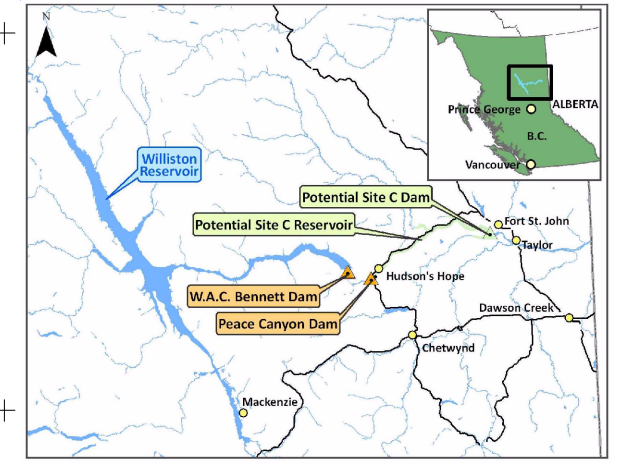 N
ALBERTA
Prince George
B.C.
Vancouver
Williston
Reservoir
Potential Site C Dam
Potential Site C Reservoir
Fort St. John
Taylor
Hudson's Hope
W.A.C. Bennett Dam
Peace Canyon Dam
Dawson Creek
Chetwynd
Mackenzie